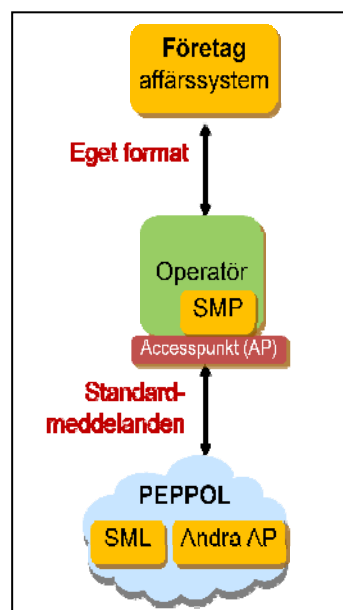 Företag
affärssystem
Eget format
Operatör
SMP
Accesspunkt (AP)
Standard-
meddelanden
PEPPOL
SML
Andra AP